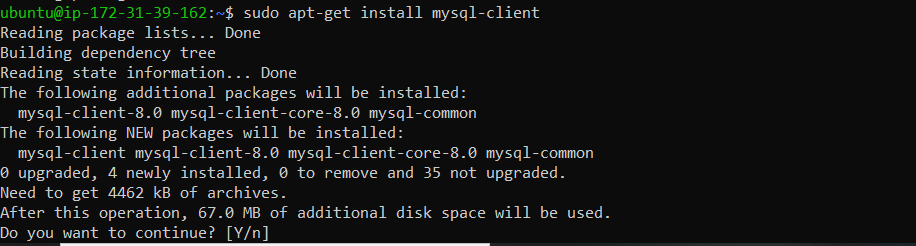 ubuntu@ip-172-31-39-162:~$ sudo apt-get install mysql-client
Reading package lists... Done
Building dependency tree
Reading state information... Done
The following additional packages will be installed:
  mysql-client-8.0 mysql-client-core-8.0 mysql-common
The following NEW packages will be installed:
  mysql-client mysql-client-8.0 mysql-client-core-8.0 mysql-common
0 upgraded, 4 newly installed, 0 to remove and 35 not upgraded.
Need to get 4462 kB of archives.
After this operation, 67.0 MB of additional disk space will be used.
Do you want to continue? [Y/n]